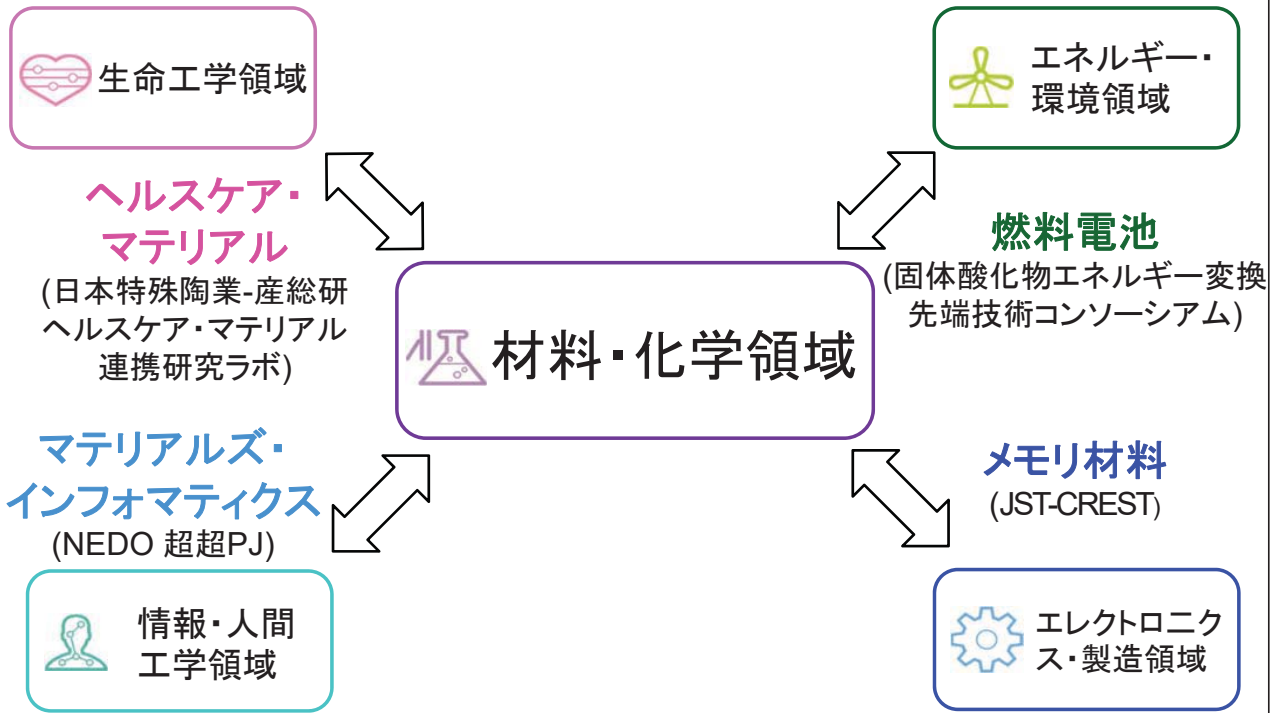 生命工学領域
エネルギー・
環境領域
ヘルスケア・
マテリアル
(日本特殊陶業-産総研
ヘルスケア・マテリアル
連携研究ラボ)
燃料電池
(固体酸化物エネルギー変換
先端技術コンソーシアム)
材料・化学領域
マテリアルズ・
インフォマティクス
(NEDO 超超PJ)
メモリ材料
(JST-CREST)
情報・人間
工学領域
エレクトロニク
ス・製造領域